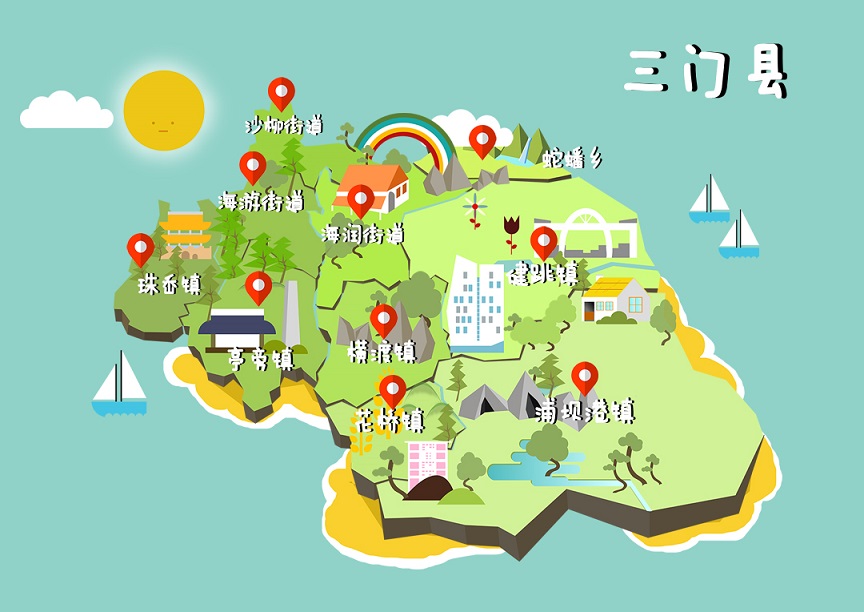 三门县
沙柳街道
蛇蟠乡
海游街道
海润街道
珠岙镇
健跳镇
亭旁镇
横渡镇
花桥镇
浦坝港镇